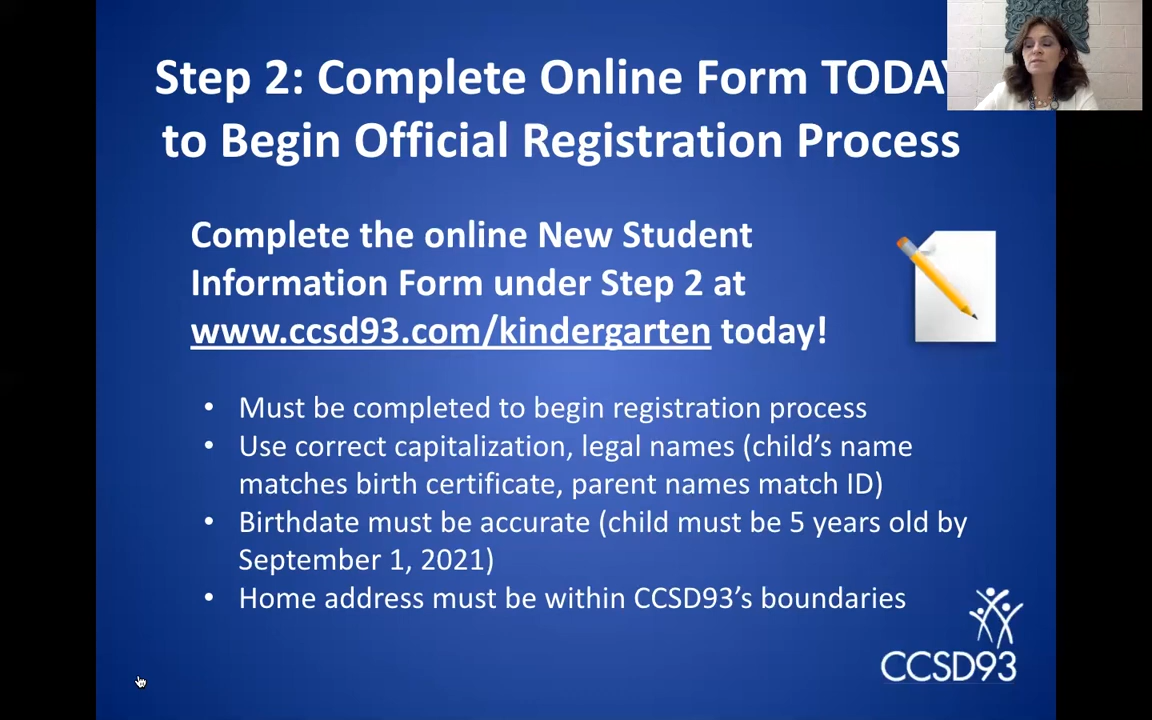 Step 2: Complete Online Form TODAY
to Begin Official Registration Process
Complete the online New Student
Information Form under Step 2 at
www.ccsd93.com/kindergarten today!
• Must be completed to begin registration process
• Use correct capitalization, legal names (child’s name
matches birth certificate, parent names match ID)
• Birthdate must be accurate (child must be 5 years old by
September 1, 2021)
• Home address must be within CCSD93’s boundaries
CCSD93